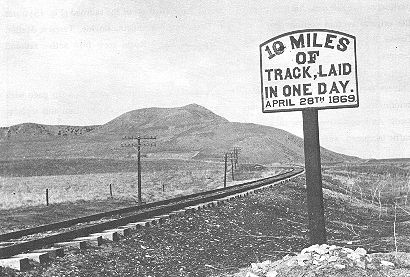 10 MILES
OF
TRACK, LAID
IN ONE DAY.
APRIL 28TH 1869